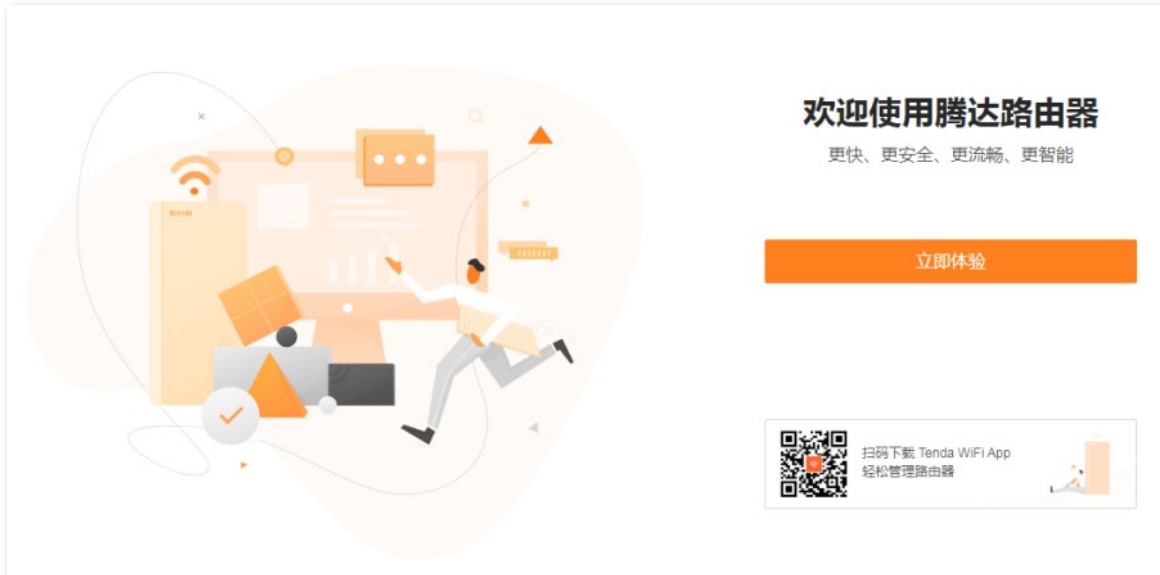 欢迎使用腾达路由器
更快、更安全、更流畅、更智能
Tenda
立即体验
扫码下载 Tenda WiFi App
轻松管理路由器